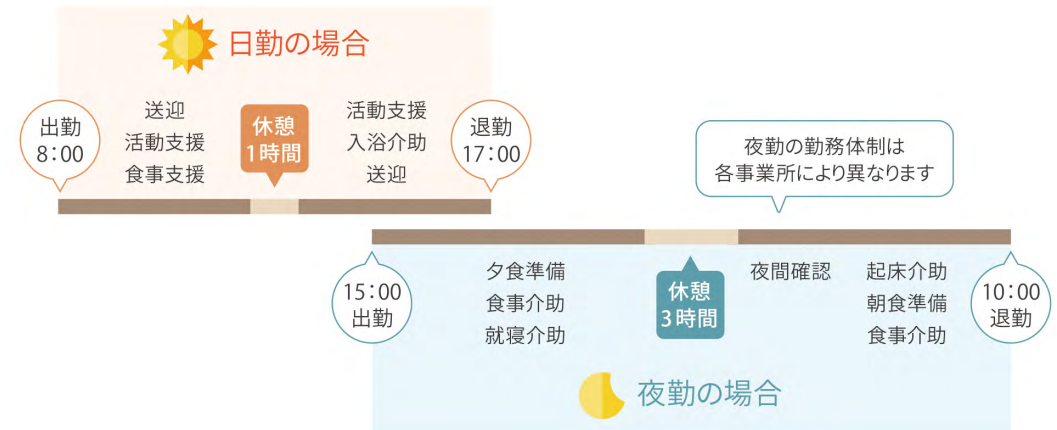 日勤の場合
出勤
8：00
送迎
活動支援
食事支援
休憩
1時間
活動支援
入浴介助
送迎
退勤
17：00
夜勤の勤務体制は
各事業所により異なります
15：00
出勤
夕食準備
食事介助
就寝介助
休憩
3時間
夜間確認
起床介助
朝食準備
食事介助
10：00
退勤
夜勤の場合